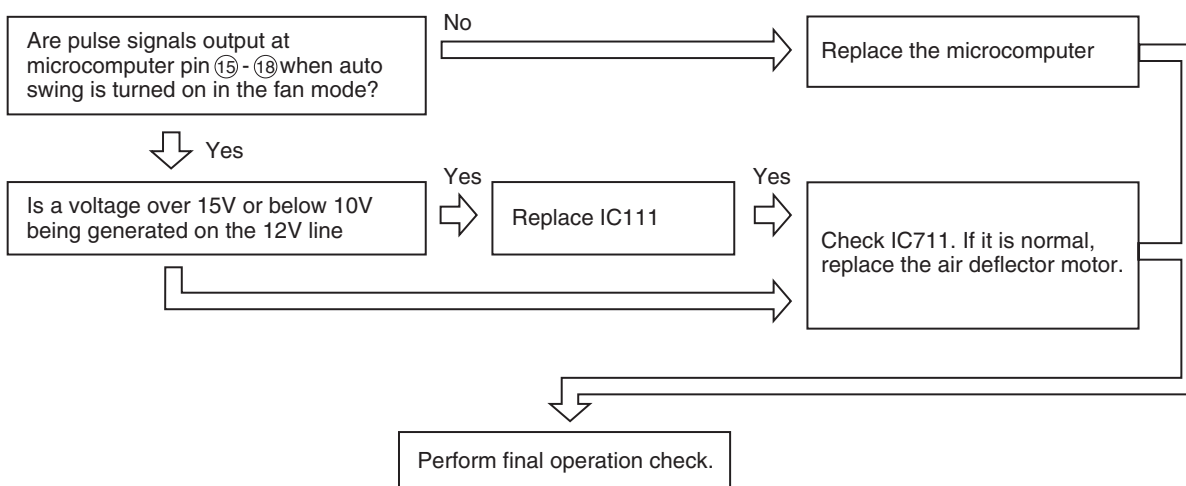 Are pulse signals output at
microcomputer pin ⑮ - ⑱ when auto
swing is turned on in the fan mode?
No
Replace the microcomputer
Yes
Is a voltage over 15V or below 10V
being generated on the 12V line
Yes
Replace IC111
Yes
Check IC711. If it is normal,
replace the air deflector motor.
Perform final operation check.